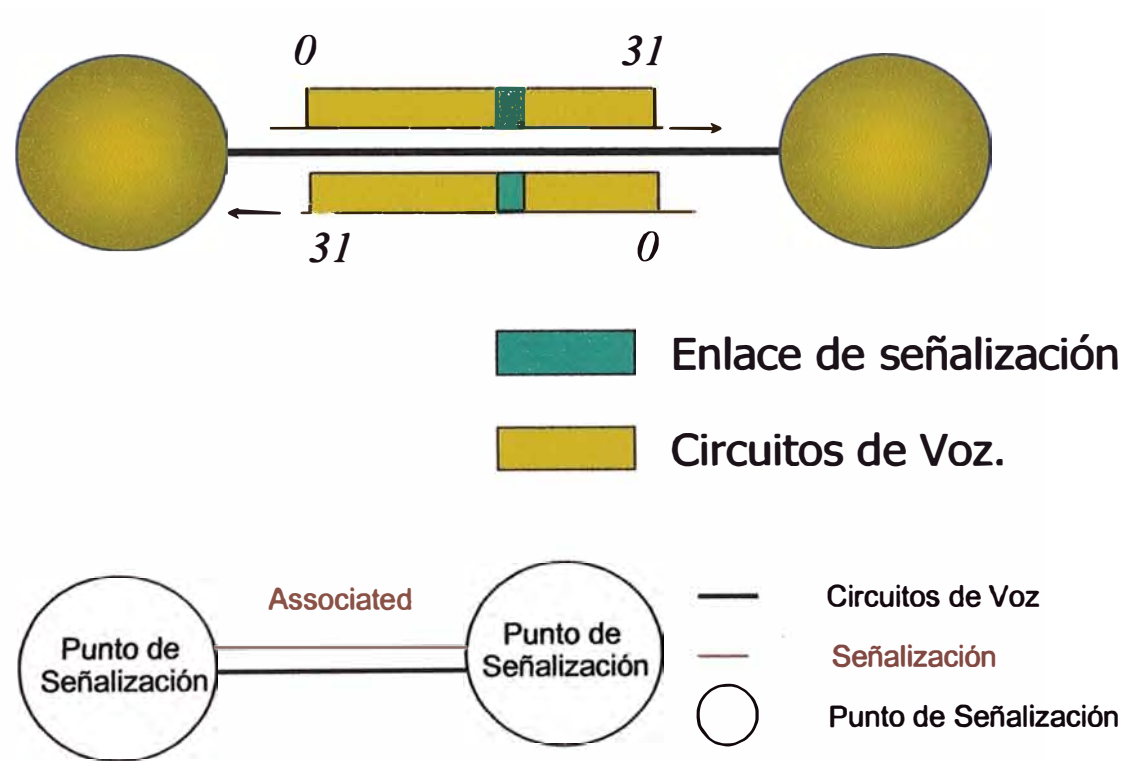 0 31
31 0
Enlace de señalización
Circuitos de Voz.
Associated
Punto de
Señalización
Punto de
Señalización
Circuitos de Voz
Señalización
Punto de Señalización